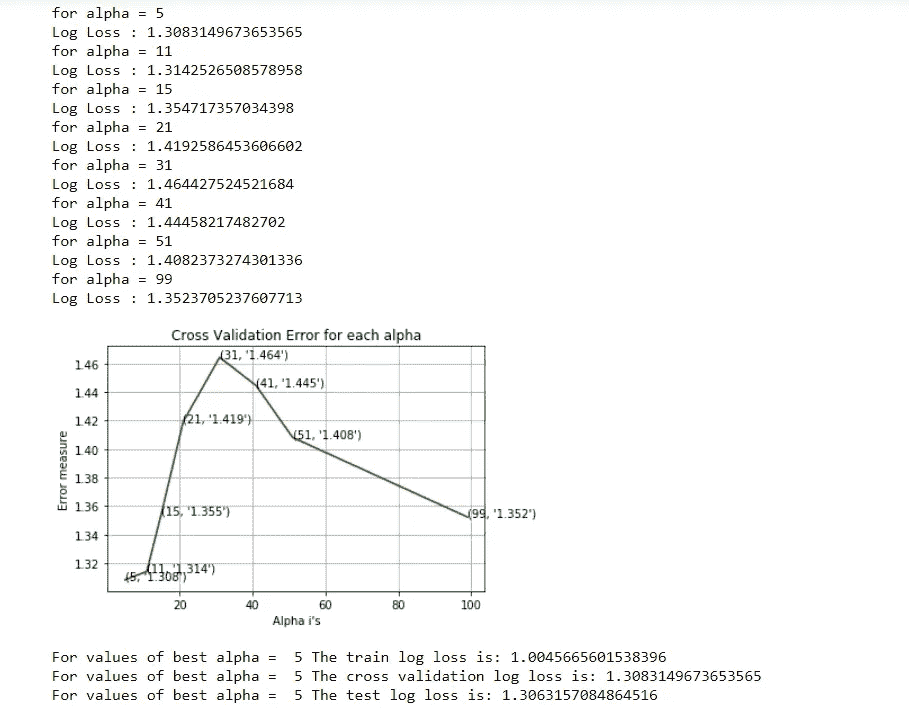 for alpha = 5
Log Loss : 1.3083149673653565
for alpha = 11
Log Loss : 1.3142526508578958
for alpha = 15
Log Loss : 1.354717357034398
for alpha = 21
Log Loss : 1.4192586453606602
for alpha = 31
Log Loss : 1.464427524521684
for alpha = 41
Log Loss : 1.44458217482702
for alpha = 51
Log Loss : 1.4082373274301336
for alpha = 99
Log Loss : 1.3523705237607713
Cross Validation Error for each alpha
(31, '1.464')
1.46
(41, '1.445')
1.44
1.42
(21, '1.419')
(51, '1.408')
1.40
1.38
1.36
(15, '1.355')
(99, '1.352')
1.34
1.32
(11, '1.314')
(5, '1.308')
Error measure
20 40 60 80 100
Alpha i's
For values of best alpha =  5 The train log loss is: 1.0045665601538396
For values of best alpha =  5 The cross validation log loss is: 1.3083149673653565
For values of best alpha =  5 The test log loss is: 1.3063157084864516